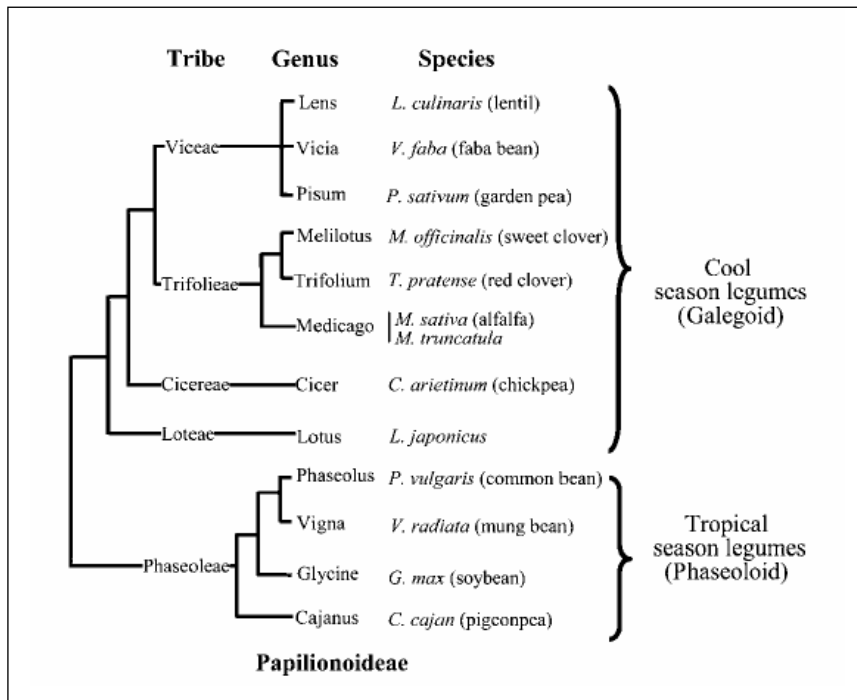 Tribe Genus Species
Lens L. culinaris (lentil)
Viceae Vicia V. faba (faba bean)
Pisum P. sativum (garden pea)
Melilotus M. officinalis (sweet clover)
Trifolieae Trifolium T. pratense (red clover)
Medicago M. sativa (alfalfa)
M. truncatula
Cicereae Cicer C. arietinum (chickpea)
Loteae Lotus L. japonicus
Cool
season legumes
(Galegoid)
Phaseolus P. vulgaris (common bean)
Vigna V. radiata (mung bean)
Phaseoleae Glycine G. max (soybean)
Cajanus C. cajan (pigeonpea)
Tropical
season legumes
(Phaseoloid)
Papilionoideae